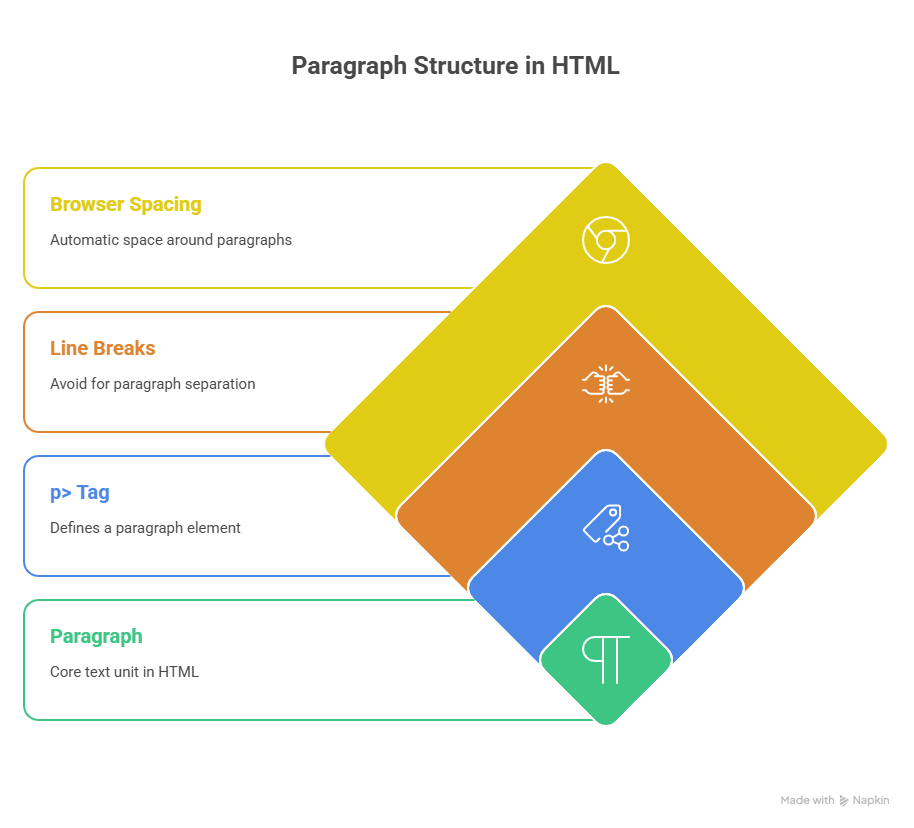 Paragraph Structure in HTML
Browser Spacing
Automatic space around paragraphs
Line Breaks
Avoid for paragraph separation
p> Tag
Defines a paragraph element
Paragraph
Core text unit in HTML
Made with Napkin